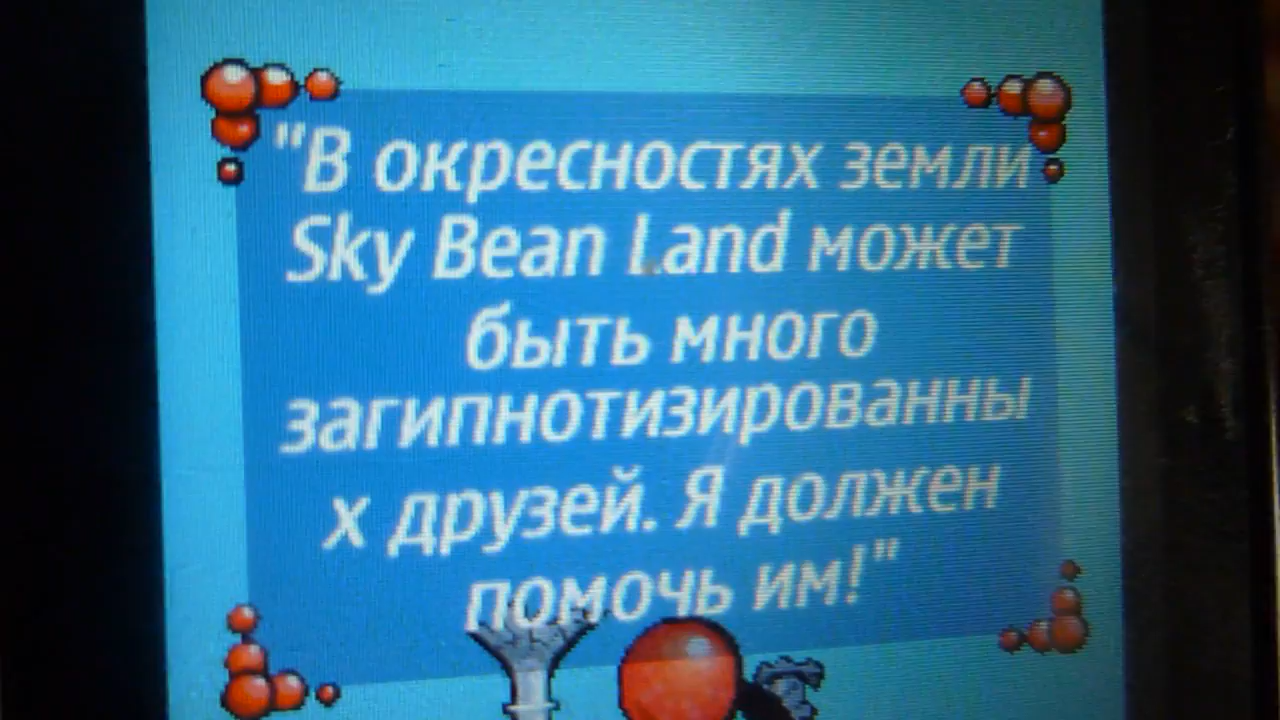 "В окресностях земли
Sky Bean Land может
быть много
загипнотизированны
х друзей. Я должен
помочь им!"